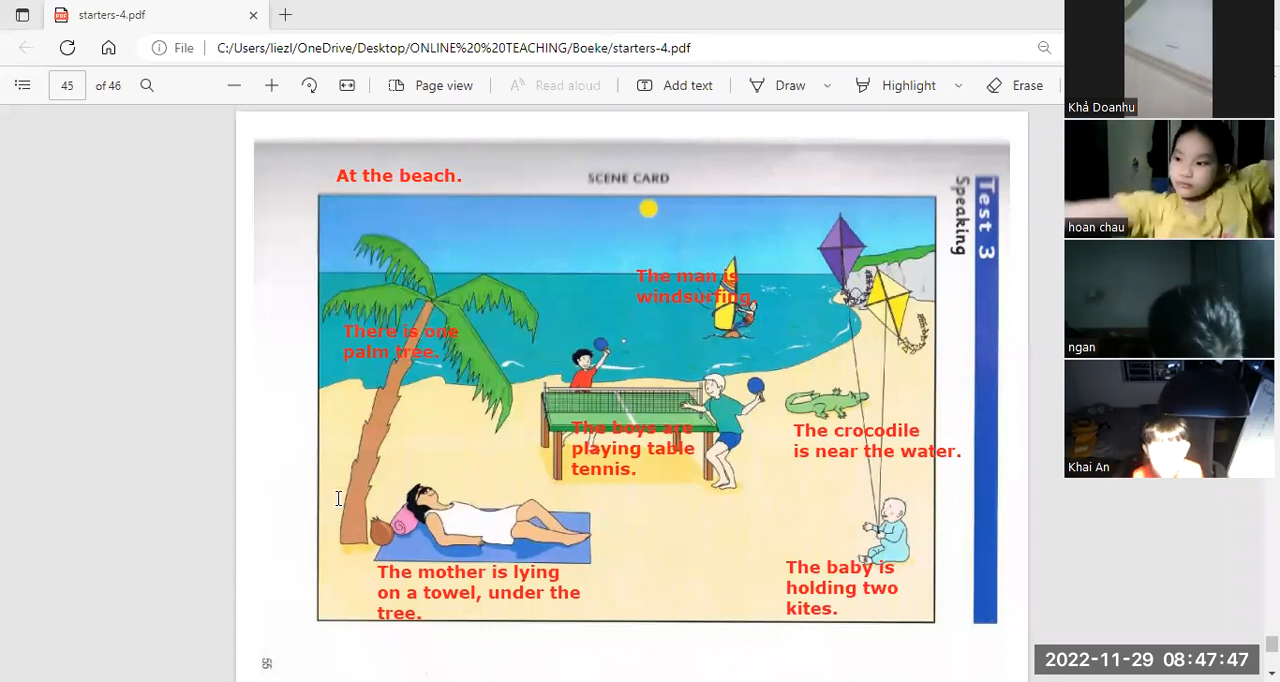 starters-4.pdf
File
C:/Users/liezl/OneDrive/Desktop/ONLINE%20%20TEACHING/Boeke/starters-4.pdf
45 of 46
Page view
Read aloud
Add text
Draw
Highlight
Erase
At the beach.
SCENE CARD
Test 3
Speaking
The man is
windsurfing.
There is one
palm tree.
The boys are
playing table
tennis.
The crocodile
is near the water.
The mother is lying
on a towel, under the
tree.
The baby is
holding two
kites.
55
Khả Doanhu
hoan chau
ngan
Khai An
2022-11-29 08:47:47